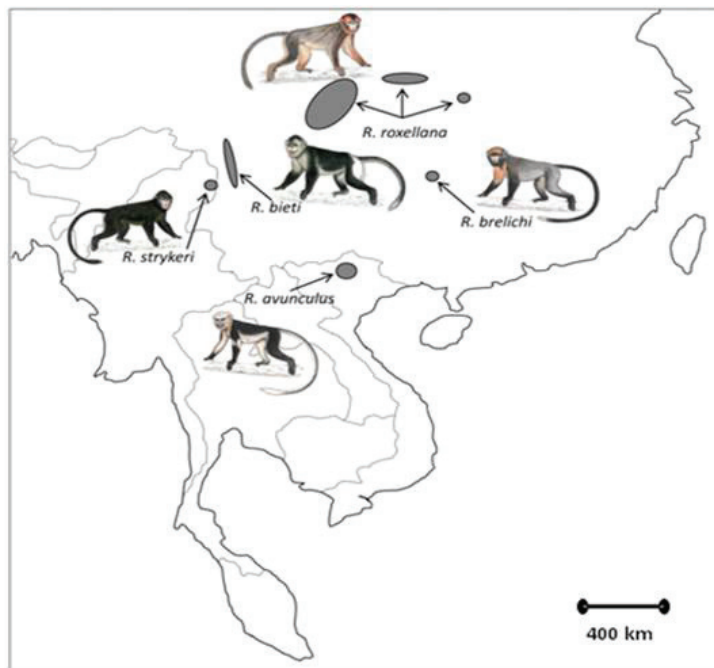 R. roxellana
R. bieti
R. brelichi
R. strykeri
R. avunculus
400 km